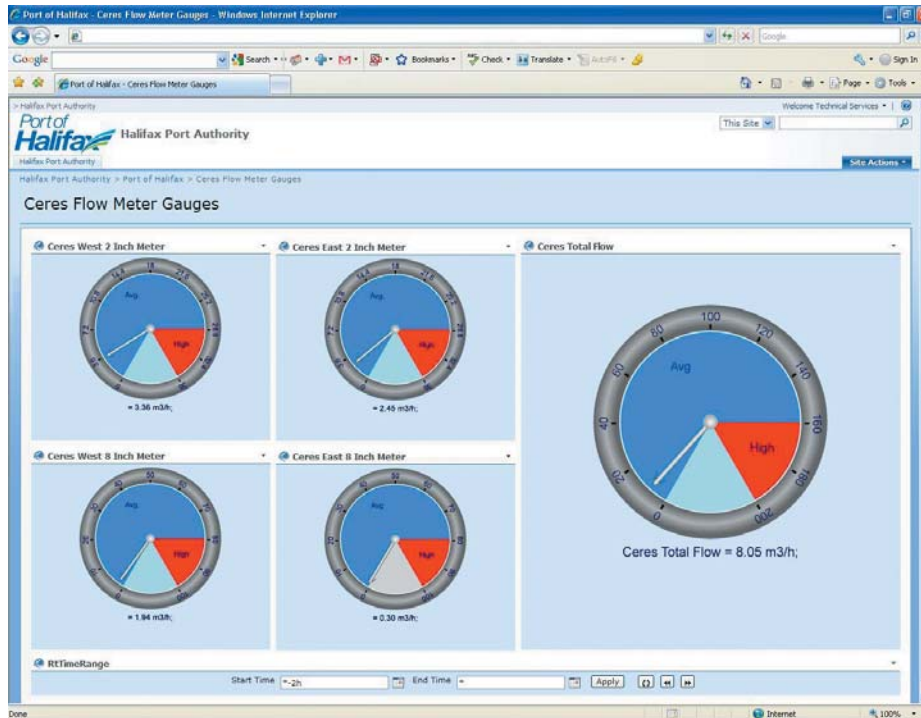 Port of Halifax - Ceres Flow Meter Gauges - Windows Internet Explorer
Google
Google Search Bookmarks Check Translate AutoFill Sign In
Port of Halifax - Ceres Flow Meter Gauges Page Tools
> Halifax Port Authority Welcome Technical Services
Port of
Halifax Halifax Port Authority This Site
Halifax Port Authority Site Actions
Halifax Port Authority > Port of Halifax > Ceres Flow Meter Gauges
Ceres Flow Meter Gauges
Ceres West 2 Inch Meter
Avg
High
= 3.36 m3/h;
Ceres East 2 Inch Meter
Avg
High
= 2.45 m3/h;
Ceres Total Flow
0 20 40 60 80 100 120 140 160 180 200
Avg
High
Ceres Total Flow = 8.05 m3/h;
Ceres West 8 Inch Meter
Avg
High
= 1.94 m3/h;
Ceres East 8 Inch Meter
Avg
High
= 0.30 m3/h;
RtTimeRange
Start Time *-2h End Time Apply
Done Internet 100%